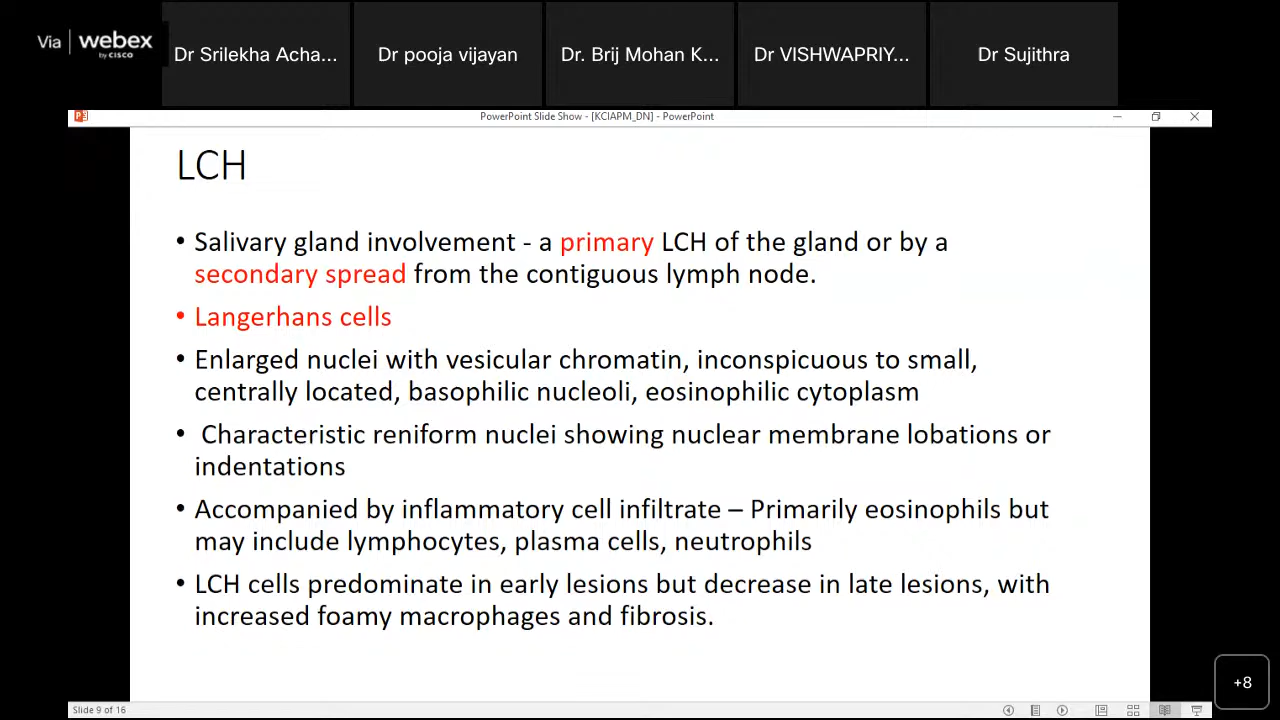 Via webex
by CISCO
Dr Srilekha Acha...
Dr pooja vijayan
Dr. Brij Mohan K...
Dr VISHWAPRIY...
Dr Sujithra
PowerPoint Slide Show - [KCIAPM_DN] - PowerPoint
LCH
• Salivary gland involvement - a primary LCH of the gland or by a
secondary spread from the contiguous lymph node.
• Langerhans cells
• Enlarged nuclei with vesicular chromatin, inconspicuous to small,
centrally located, basophilic nucleoli, eosinophilic cytoplasm
• Characteristic reniform nuclei showing nuclear membrane lobations or
indentations
• Accompanied by inflammatory cell infiltrate – Primarily eosinophils but
may include lymphocytes, plasma cells, neutrophils
• LCH cells predominate in early lesions but decrease in late lesions, with
increased foamy macrophages and fibrosis.
+8
Slide 9 of 16